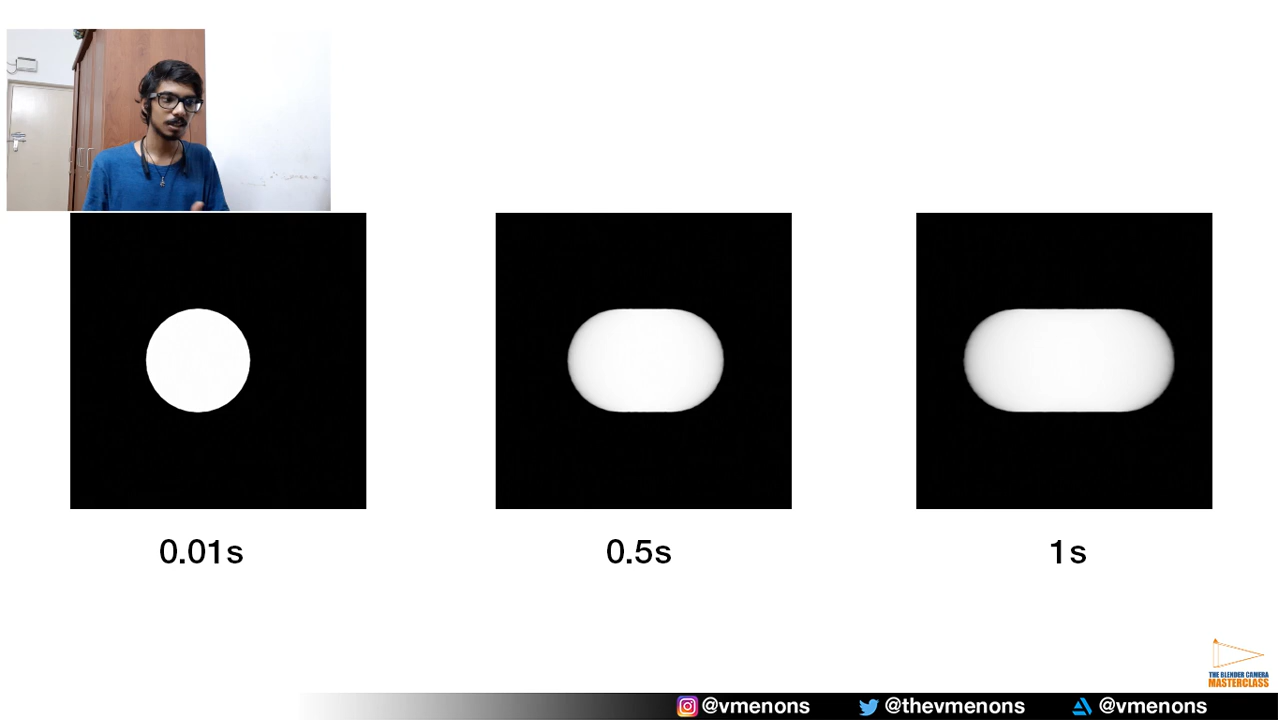 0.01s
0.5s
1s
THE BLENDER CAMERA
MASTERCLASS
@vmenons
@thevmenons
@vmenons